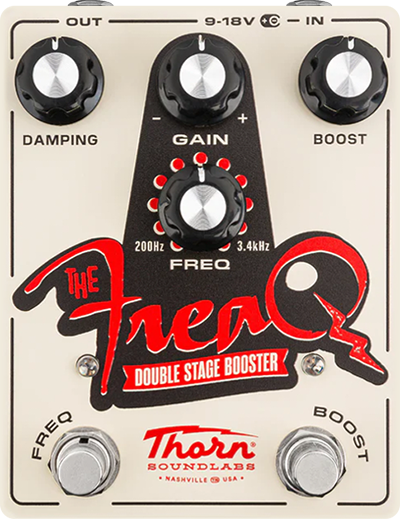 OUT 9-18V IN
DAMPING GAIN BOOST
- +
200Hz 3.4kHz
FREQ
THE
FreaQ
DOUBLE STAGE BOOSTER
FREQ BOOST
Thorn®
SOUNDLABS
NASHVILLE TN USA